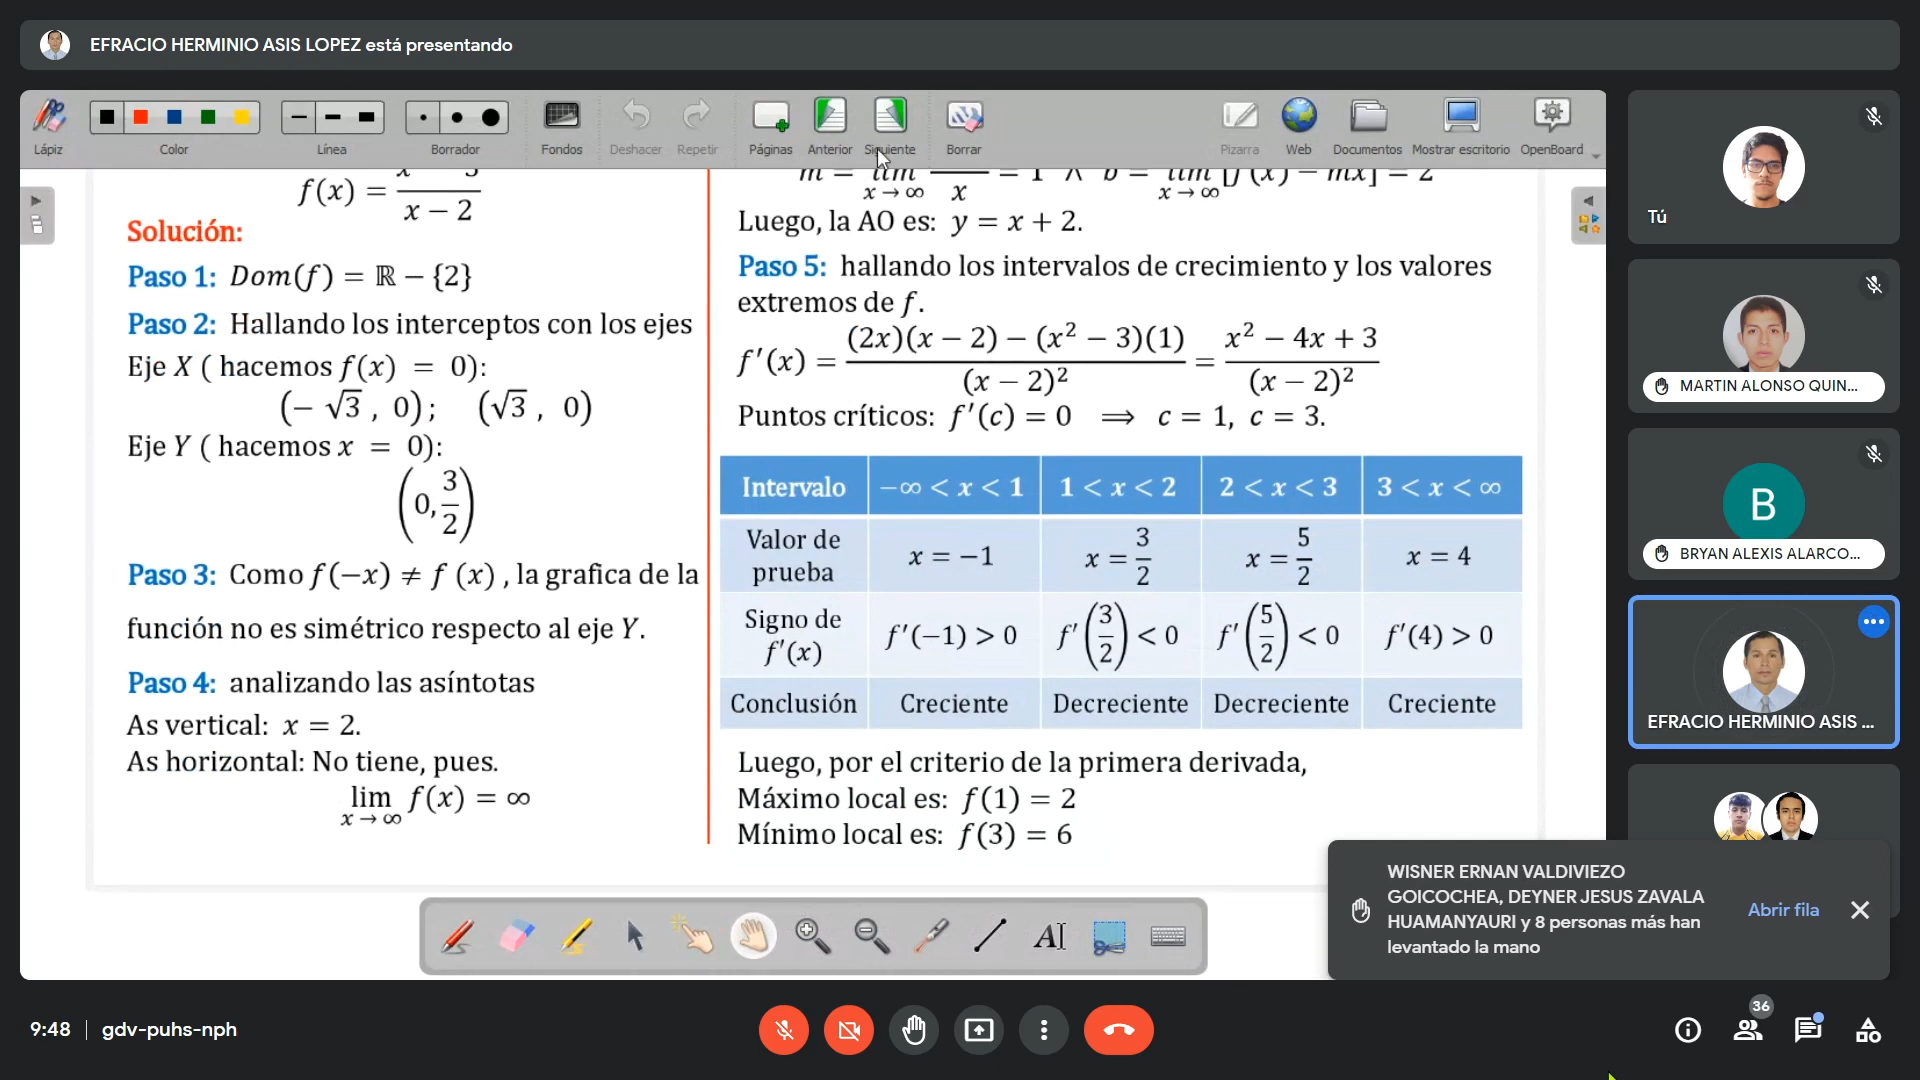 EFRACIO HERMINIO ASIS LOPEZ está presentando
Lápiz
Color
Línea
Borrador
Fondos
Deshacer
Repetir
Páginas
Anterior
Siguiente
Borrar
Pizarra
Web
Documentos
Mostrar escritorio
OpenBoard
f(x) = (x² − 3)/(x − 2)
Solución:
Paso 1: Dom(f) = ℝ − {2}
Paso 2: Hallando los interceptos con los ejes
Eje X ( hacemos f(x) = 0):
(− √3 , 0); (√3 , 0)
Eje Y ( hacemos x = 0):
(0, 3/2)
Paso 3: Como f(−x) ≠ f (x) , la grafica de la
función no es simétrico respecto al eje Y.
Paso 4: analizando las asíntotas
As vertical: x = 2.
As horizontal: No tiene, pues.
lim x→∞ f(x) = ∞
m = lim x→∞ x = 1 ∧ b = lim x→∞ [f(x) − mx] = 2
Luego, la AO es: y = x + 2.
Paso 5: hallando los intervalos de crecimiento y los valores
extremos de f.
f′(x) = ((2x)(x − 2) − (x² − 3)(1))/(x − 2)² = (x² − 4x + 3)/(x − 2)²
Puntos críticos: f′(c) = 0 ⟹ c = 1, c = 3.
Intervalo −∞ < x < 1 1 < x < 2 2 < x < 3 3 < x < ∞
Valor de prueba x = −1 x = 3/2 x = 5/2 x = 4
Signo de f′(x) f′(−1) > 0 f′(3/2) < 0 f′(5/2) < 0 f′(4) > 0
Conclusión Creciente Decreciente Decreciente Creciente
Luego, por el criterio de la primera derivada,
Máximo local es: f(1) = 2
Mínimo local es: f(3) = 6
Tú
MARTIN ALONSO QUIN...
B
BRYAN ALEXIS ALARCO...
EFRACIO HERMINIO ASIS ...
WISNER ERNAN VALDIVIEZO
GOICOCHEA, DEYNER JESUS ZAVALA
HUAMANYAURI y 8 personas más han
levantado la mano
Abrir fila
AI
9:48 | gdv-puhs-nph
36